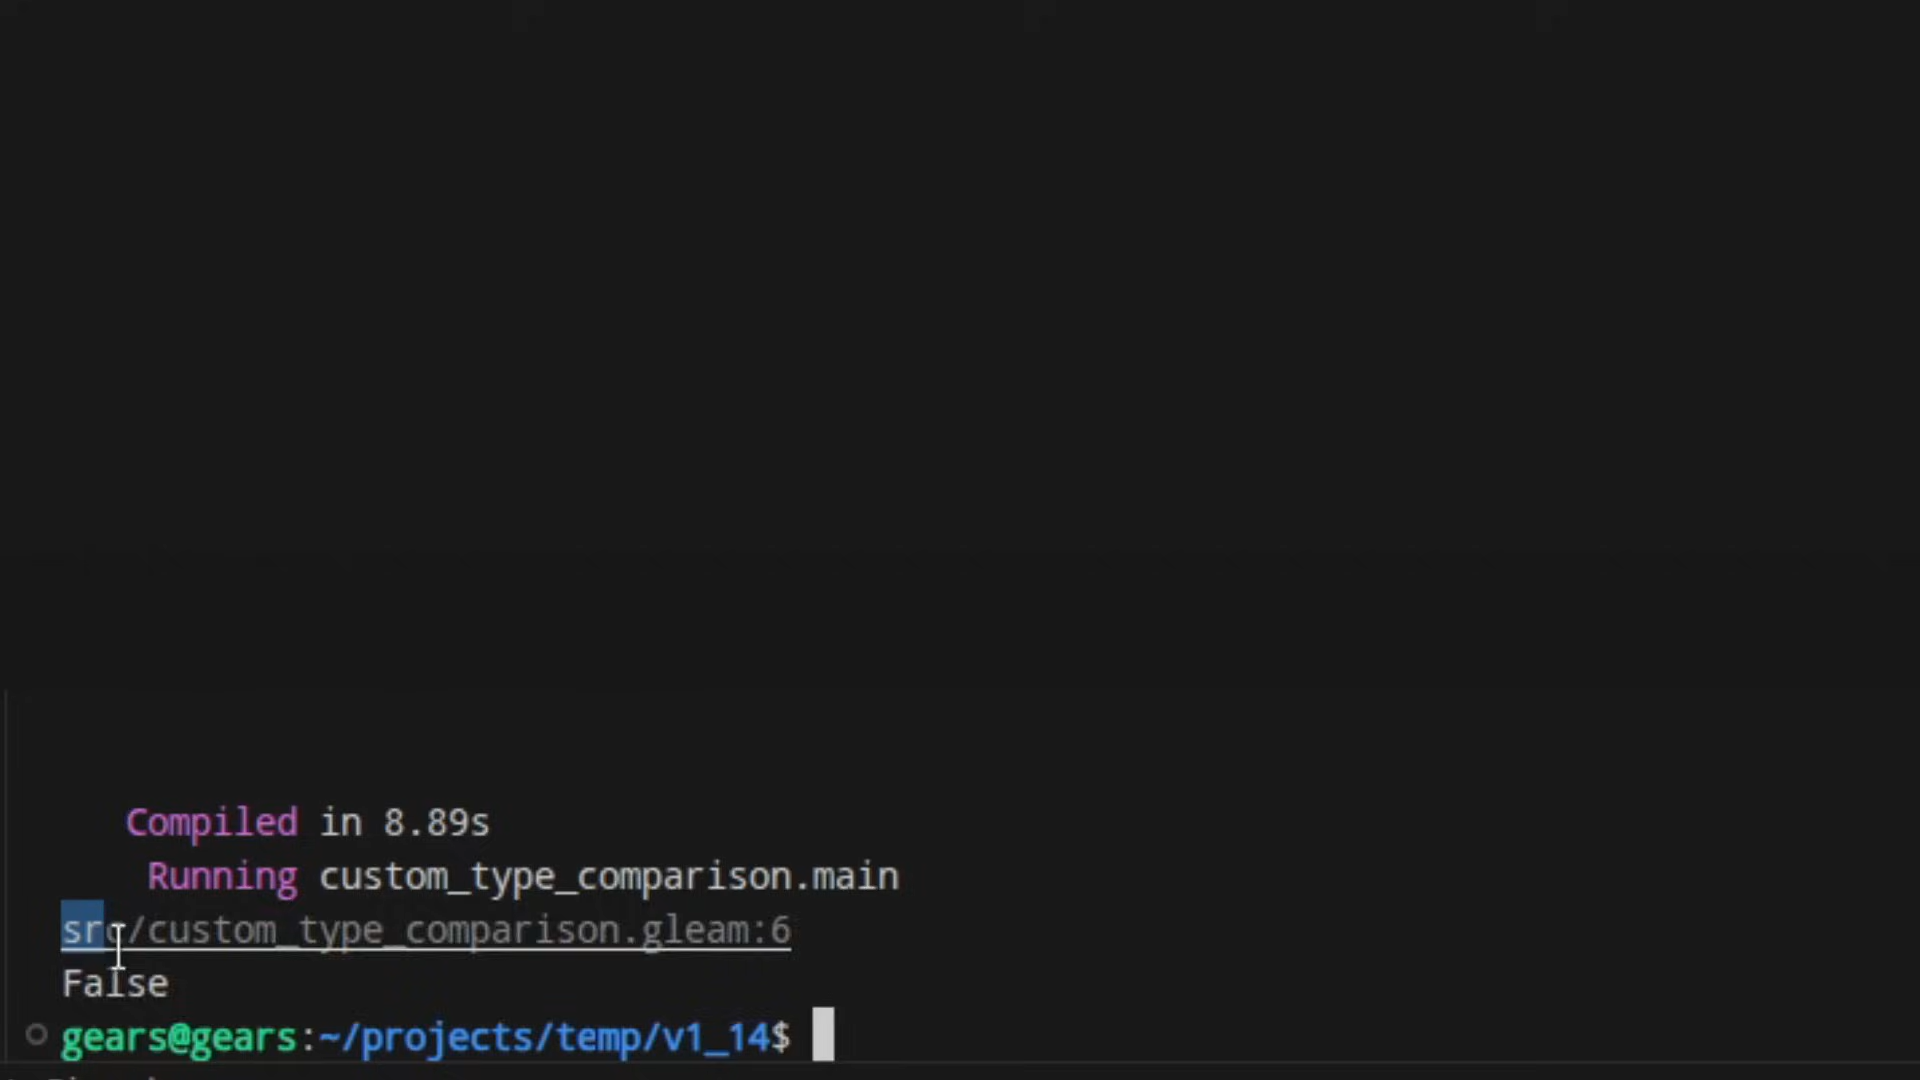 Compiled in 8.89s
Running custom_type_comparison.main
src/custom_type_comparison.gleam:6
False
gears@gears:~/projects/temp/v1_14$